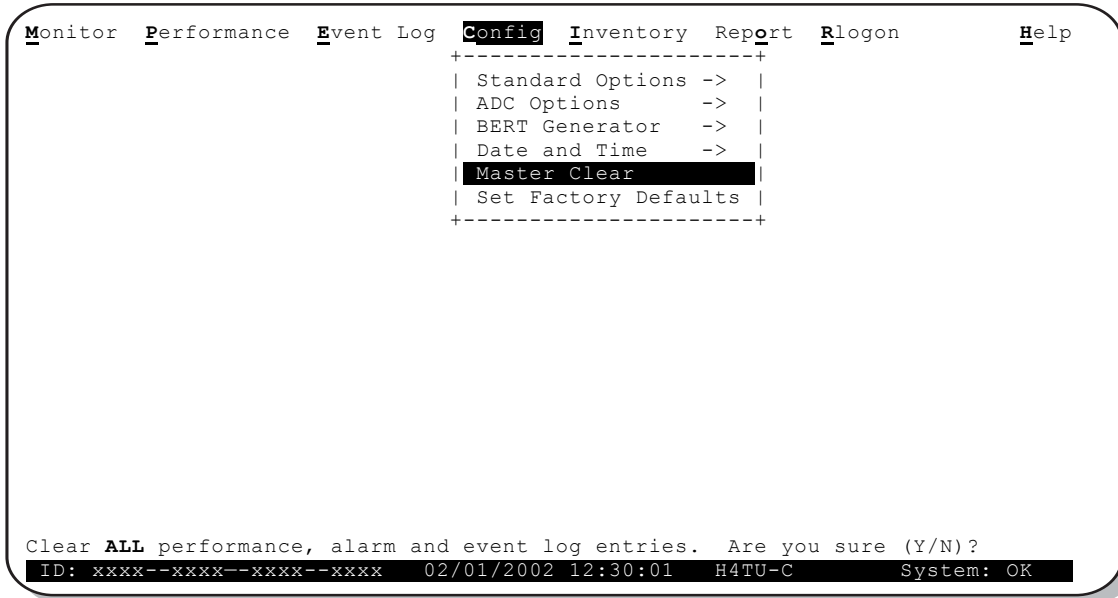 Monitor  Performance  Event Log  Config  Inventory  Report  Rlogon  Help
+----------------------+
| Standard Options ->  |
| ADC Options      ->  |
| BERT Generator   ->  |
| Date and Time    ->  |
| Master Clear         |
| Set Factory Defaults |
+----------------------+
Clear ALL performance, alarm and event log entries.  Are you sure (Y/N)?
ID: xxxx--xxxx--xxxx--xxxx   02/01/2002 12:30:01   H4TU-C   System: OK